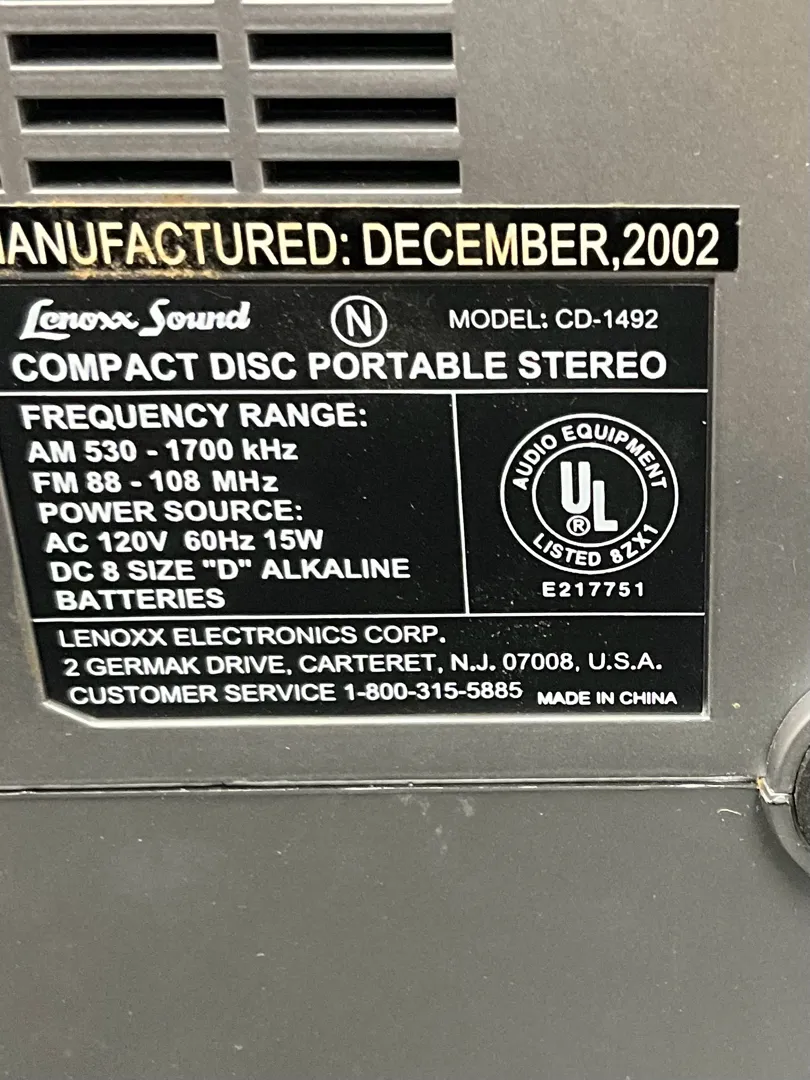 MANUFACTURED: DECEMBER,2002
Lenoxx Sound N MODEL: CD-1492
COMPACT DISC PORTABLE STEREO
FREQUENCY RANGE:
AM 530 - 1700 kHz
FM 88 - 108 MHz
POWER SOURCE:
AC 120V 60Hz 15W
DC 8 SIZE "D" ALKALINE
BATTERIES
AUDIO EQUIPMENT
UL ®
LISTED 8ZX1
E217751
LENOXX ELECTRONICS CORP.
2 GERMAK DRIVE, CARTERET, N.J. 07008, U.S.A.
CUSTOMER SERVICE 1-800-315-5885 MADE IN CHINA